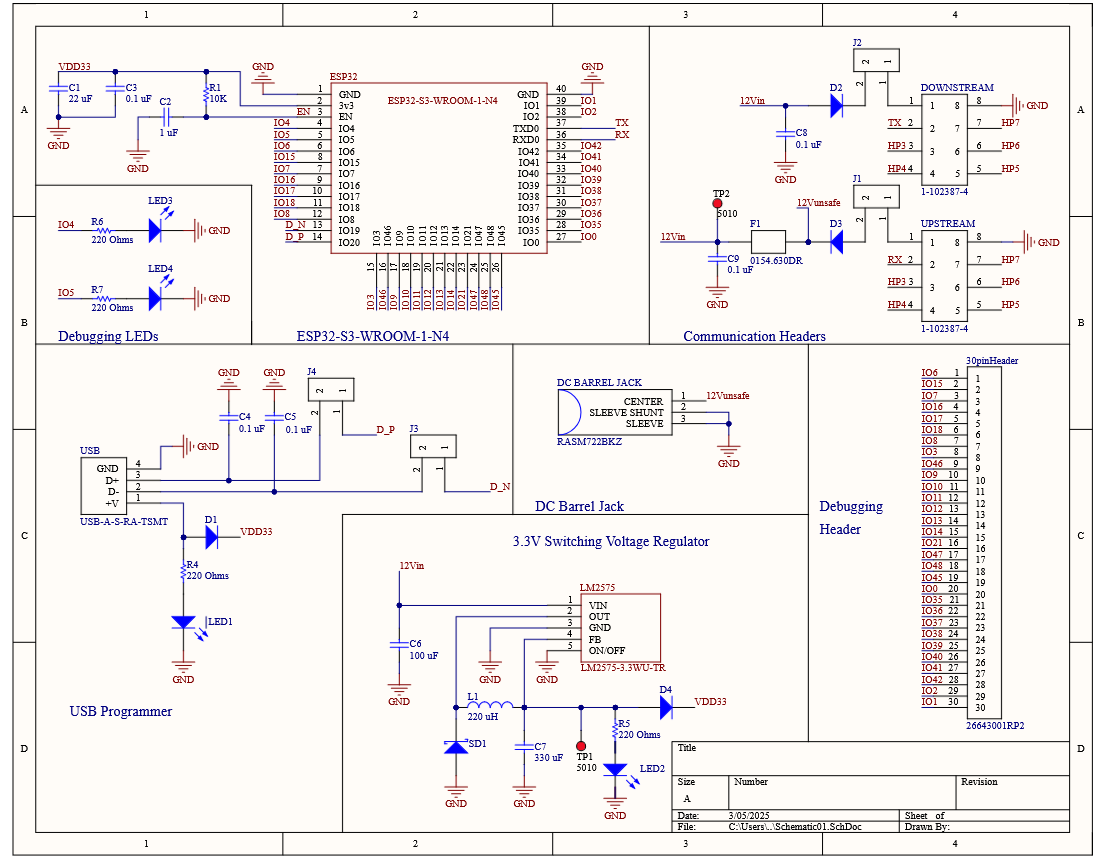 1 2 3 4
A
B
C
D
VDD33
C1
22 uF
C3
0.1 uF
R1
10K
C2
1 uF
GND
GND
GND
ESP32
ESP32-S3-WROOM-1-N4
EN
IO4
IO5
IO6
IO15
IO7
IO16
IO17
IO18
IO8
D_N
D_P
1 GND
2 3v3
3 EN
4 IO4
5 IO5
6 IO6
8 IO15
7 IO7
9 IO16
10 IO17
11 IO18
12 IO8
13 IO19
14 IO20
GND 40
IO1 39 IO1
IO2 38 IO2
TXD0 37 TX
RXD0 36 RX
IO42 35 IO42
IO41 34 IO41
IO40 33 IO40
IO39 32 IO39
IO38 31 IO38
IO37 30 IO37
IO36 29 IO36
IO35 28 IO35
IO0 27 IO0
GND
IO3 IO46 IO9 IO10 IO11 IO12 IO13 IO14 IO21 IO47 IO48 IO45
15 16 17 18 19 20 21 22 23 24 25 26
IO3 IO46 IO9 IO10 IO11 IO12 IO13 IO14 IO21 IO47 IO48 IO45
ESP32-S3-WROOM-1-N4
LED3
IO4 R6
220 Ohms
GND
LED4
IO5 R7
220 Ohms
GND
Debugging LEDs
J2
2 1
12Vin
D2
C8
0.1 uF
GND
DOWNSTREAM
1 1 8 8 GND
TX 2 2 7 7 HP7
HP3 3 3 6 6 HP6
HP4 4 4 5 5 HP5
1-102387-4
J1
2 1
TP2
5010
12Vunsafe
12Vin
F1
0154.630DR
D3
C9
0.1 uF
GND
UPSTREAM
1 1 8 8 GND
RX 2 2 7 7 HP7
HP3 3 3 6 6 HP6
HP4 4 4 5 5 HP5
1-102387-4
Communication Headers
GND GND
C4
0.1 uF
C5
0.1 uF
J4
2 1
2 1
D_P
J3
2 1
2 1
D_N
GND
USB
GND 4
D+ 3
D- 2
+V 1
USB-A-S-RA-TSMT
D1
VDD33
R4
220 Ohms
LED1
GND
USB Programmer
DC BARREL JACK
CENTER 1 12Vunsafe
SLEEVE SHUNT 2
SLEEVE 3
RASM722BKZ
GND
DC Barrel Jack
3.3V Switching Voltage Regulator
12Vin
C6
100 uF
GND
LM2575
1 VIN
2 OUT
3 GND
4 FB
5 ON/OFF
LM2575-3.3WU-TR
GND
GND
L1
220 uH
SD1
GND
C7
330 uF
GND
TP1
5010
R5
220 Ohms
LED2
GND
D4
VDD33
Debugging
Header
30pinHeader
IO6 1 1
IO15 2 2
IO7 3 3
IO16 4 4
IO17 5 5
IO18 6 6
IO8 7 7
IO3 8 8
IO46 9 9
IO9 10 10
IO10 11 11
IO11 12 12
IO12 13 13
IO13 14 14
IO14 15 15
IO21 16 16
IO47 17 17
IO48 18 18
IO45 19 19
IO0 20 20
IO35 21 21
IO36 22 22
IO37 23 23
IO38 24 24
IO39 25 25
IO40 26 26
IO41 27 27
IO42 28 28
IO2 29 29
IO1 30 30
26643001RP2
Title
Size Number Revision
A
Date: 3/05/2025 Sheet of
File: C:\Users\..\Schematic01.SchDoc Drawn By:
A
B
C
D
1 2 3 4